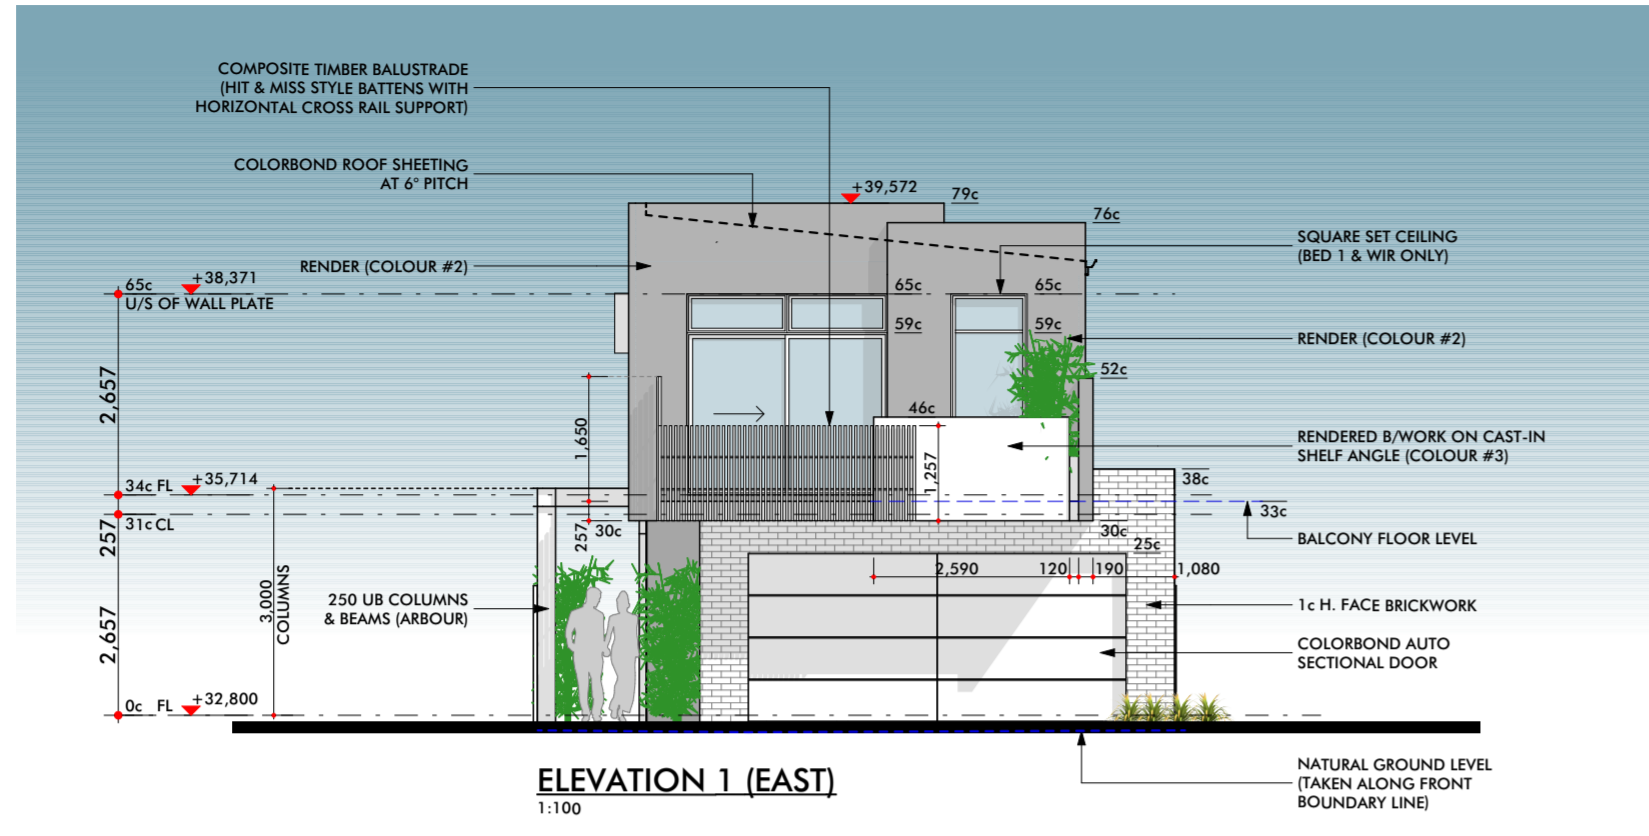 COMPOSITE TIMBER BALUSTRADE
(HIT & MISS STYLE BATTENS WITH
HORIZONTAL CROSS RAIL SUPPORT)
COLORBOND ROOF SHEETING
AT 6° PITCH
+39,572
79c
76c
SQUARE SET CEILING
(BED 1 & WIR ONLY)
RENDER (COLOUR #2)
65c
+38,371
U/S OF WALL PLATE
65c
65c
59c
59c
RENDER (COLOUR #2)
52c
2,657
46c
1,650
1,257
RENDERED B/WORK ON CAST-IN
SHELF ANGLE (COLOUR #3)
38c
34c FL
+35,714
33c
31c CL
257
257
30c
30c
BALCONY FLOOR LEVEL
25c
2,590
120
190
1,080
3,000
COLUMNS
250 UB COLUMNS
& BEAMS (ARBOUR)
1c H. FACE BRICKWORK
2,657
COLORBOND AUTO
SECTIONAL DOOR
0c FL
+32,800
ELEVATION 1 (EAST)
1:100
NATURAL GROUND LEVEL
(TAKEN ALONG FRONT
BOUNDARY LINE)